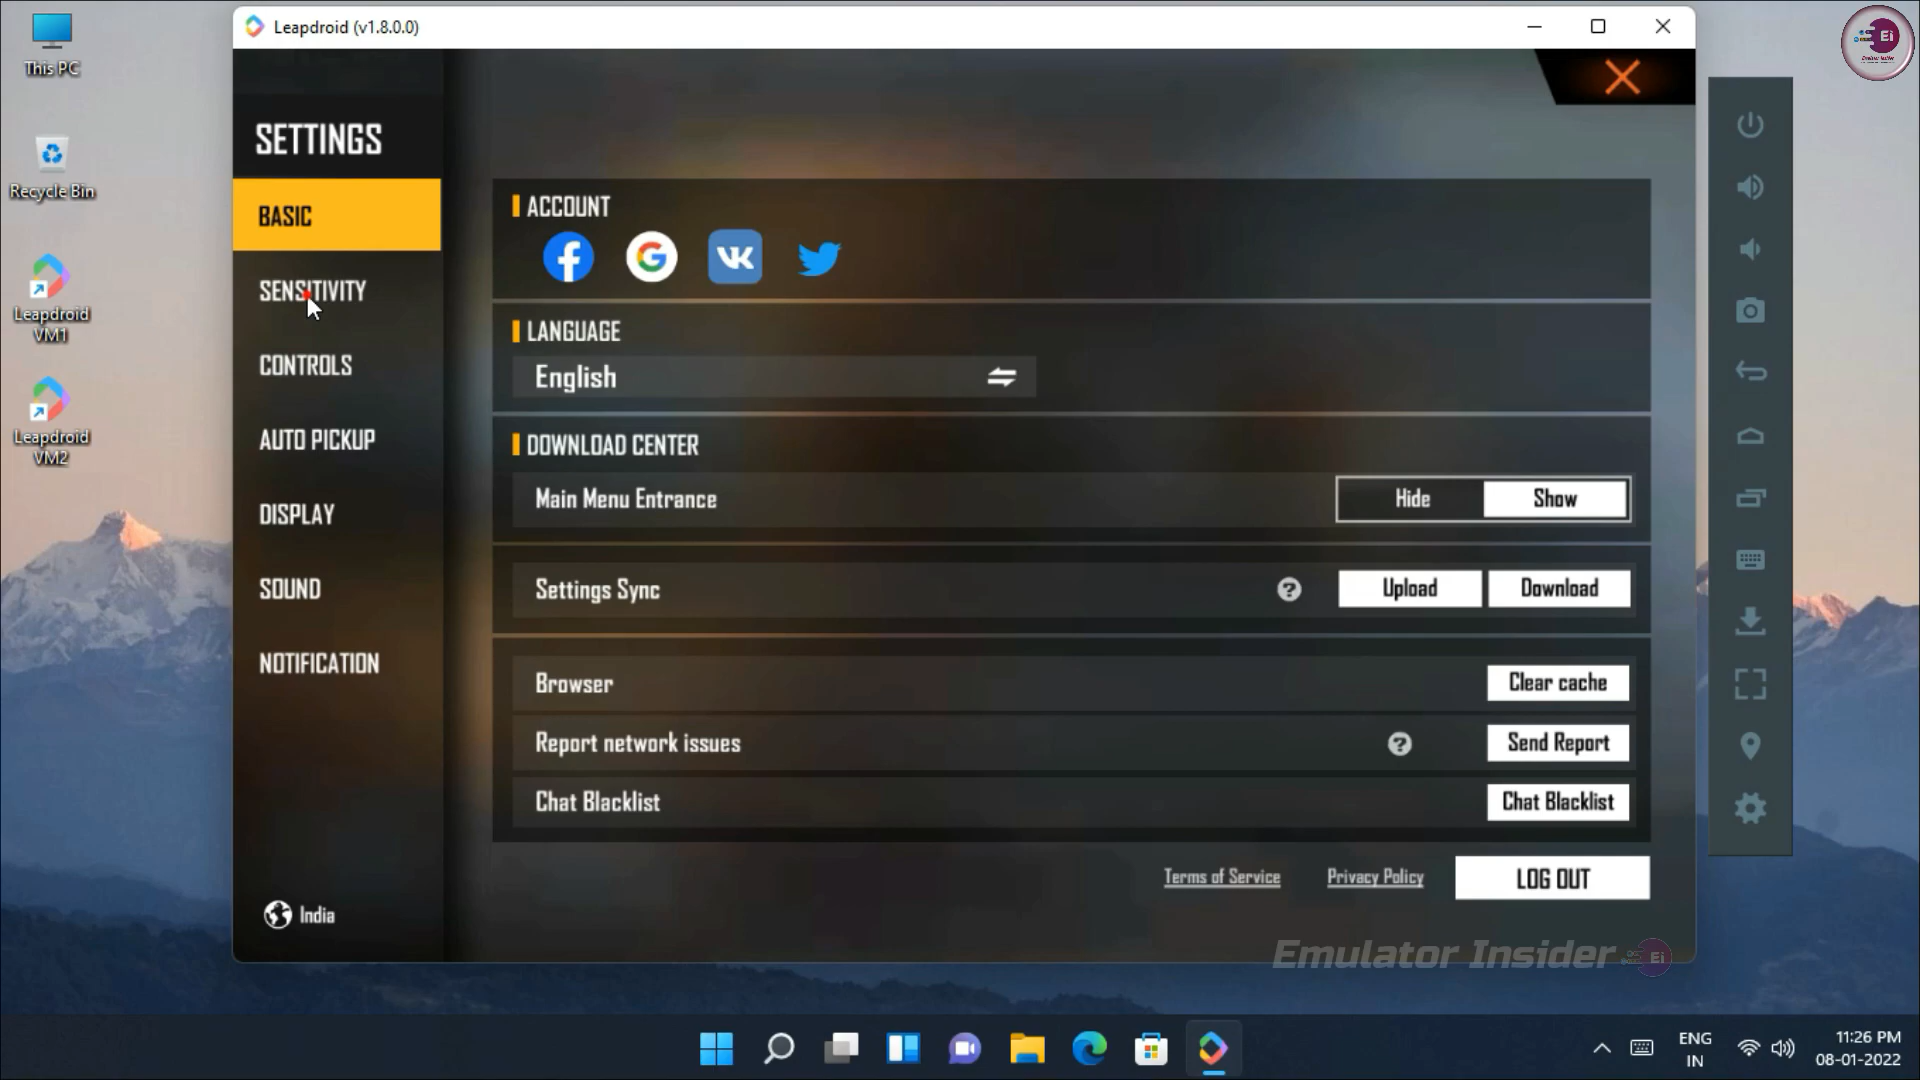 Leapdroid (v1.8.0.0)
This PC
Recycle Bin
Leapdroid
VM1
Leapdroid
VM2
SETTINGS
BASIC
SENSITIVITY
CONTROLS
AUTO PICKUP
DISPLAY
SOUND
NOTIFICATION
India
ACCOUNT
LANGUAGE
English
DOWNLOAD CENTER
Main Menu Entrance
Hide
Show
Settings Sync
?
Upload
Download
Browser
Clear cache
Report network issues
?
Send Report
Chat Blacklist
Chat Blacklist
Terms of Service
Privacy Policy
LOG OUT
Emulator Insider
Ei
Ei
ENG
IN
11:26 PM
08-01-2022